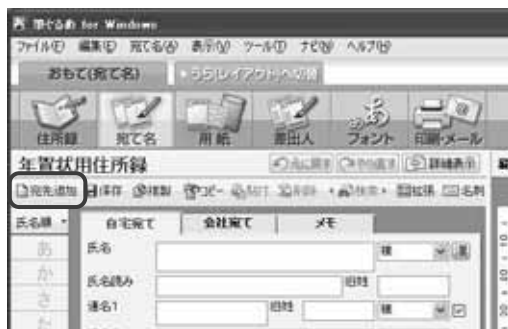 筆ぐるめ for Windows
ファイル(F) 編集(E) 宛て名(A) 表示(V) ツール(T) ナビ(N) ヘルプ(H)
おもて(宛て名) うら(レイアウト)へ切替
住所録 宛て名 用紙 差出人 フォント 印刷・メール
年賀状用住所録 元に戻す やり直す 詳細表示
宛先追加 保存 複製 コピー 貼付 削除 検索 拡張 名刺
氏名順 自宅宛て 会社宛て メモ
あ 氏名 様
か 氏名読み 旧姓
さ 連名1 旧姓 様
た